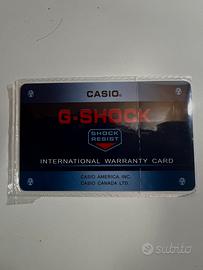 CASIO®
G-SHOCK
SHOCK
RESIST
INTERNATIONAL WARRANTY CARD
CASIO AMERICA, INC.
CASIO CANADA LTD.
subito